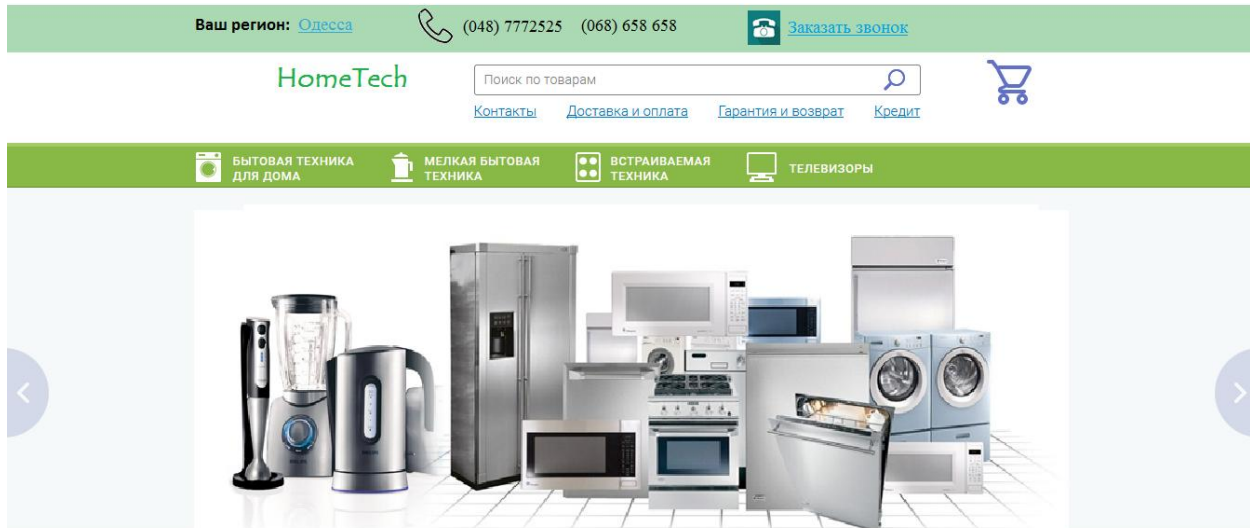 Ваш регион: Одесса (048) 7772525 (068) 658 658 Заказать звонок
HomeTech
Поиск по товарам
Контакты Доставка и оплата Гарантия и возврат Кредит
БЫТОВАЯ ТЕХНИКА
ДЛЯ ДОМА
МЕЛКАЯ БЫТОВАЯ
ТЕХНИКА
ВСТРАИВАЕМАЯ
ТЕХНИКА
ТЕЛЕВИЗОРЫ